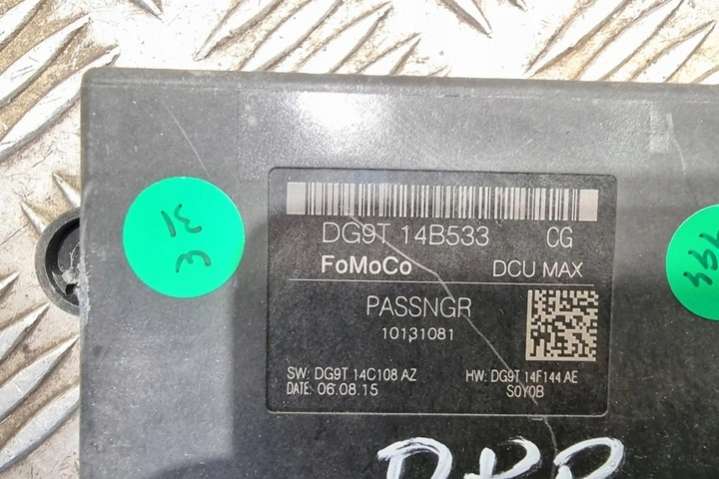 DG9T 14B533 CG
FoMoCo DCU MAX
PASSNGR
10131081
SW: DG9T 14C108 AZ HW: DG9T 14F144 AE
DATE: 06.08.15 S0Y0B